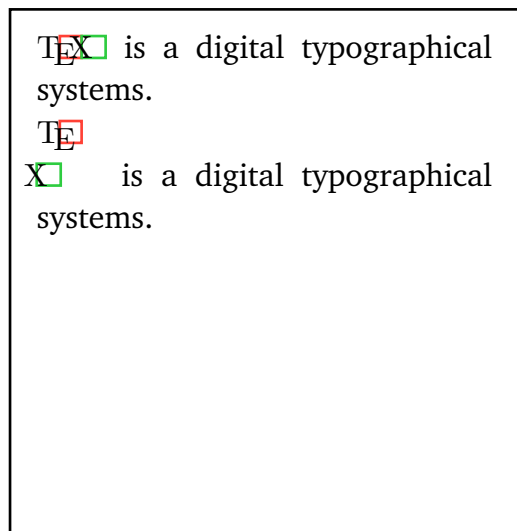 TEX is a digital typographical
systems.
TE
X is a digital typographical
systems.